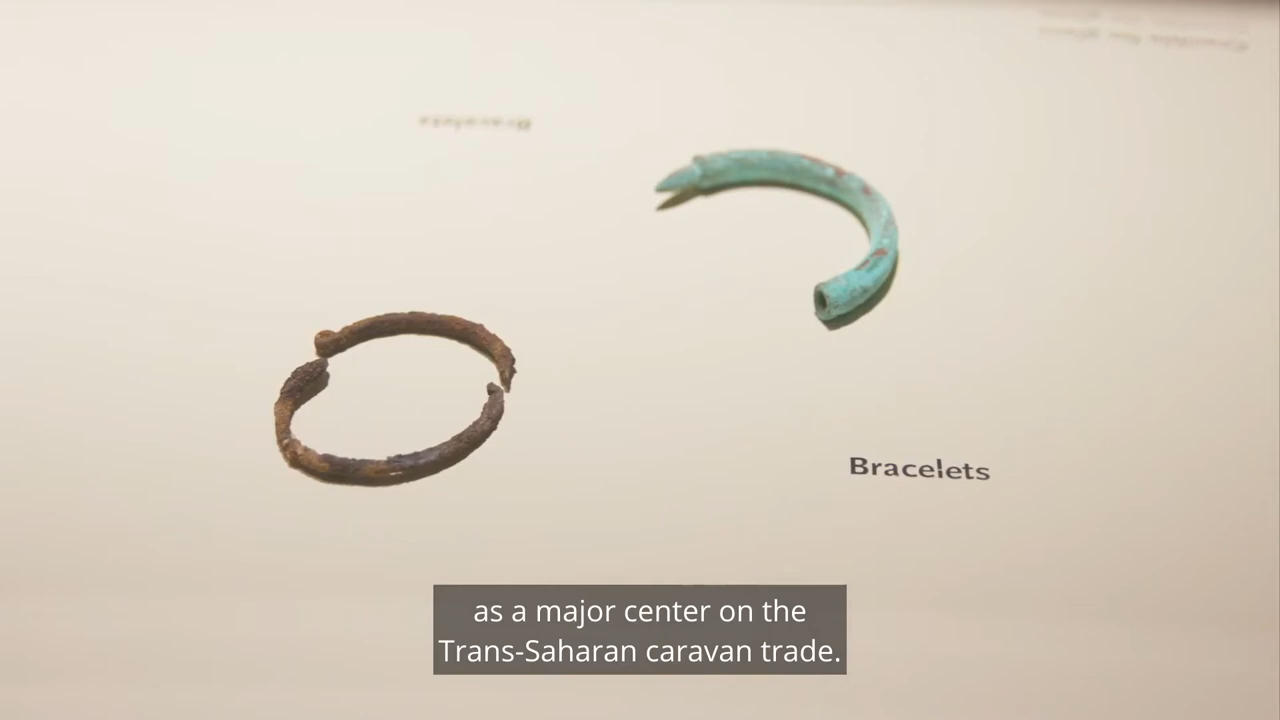 Bracelets
as a major center on the
Trans-Saharan caravan trade.